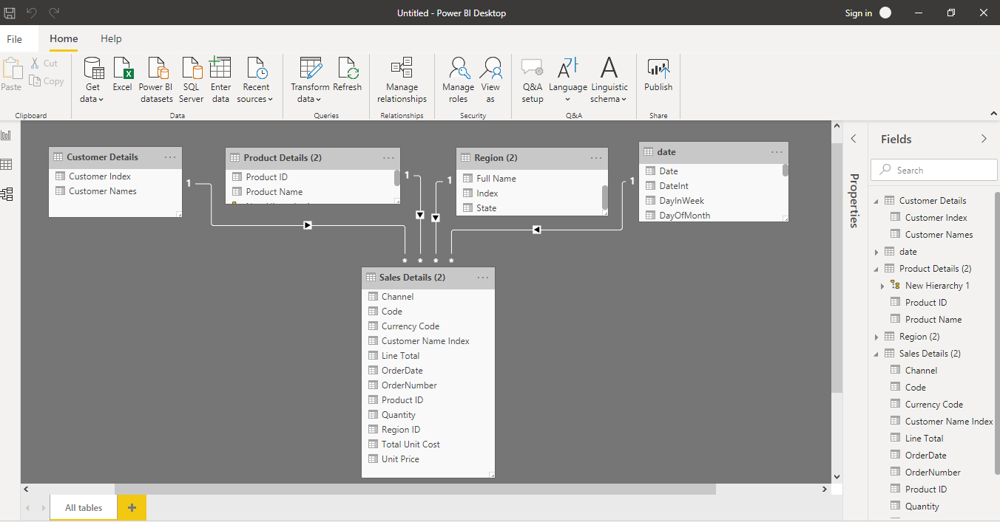 Untitled - Power BI Desktop
Sign in
File
Home
Help
Paste
Cut
Copy
Clipboard
Get data
Excel
Power BI datasets
SQL Server
Enter data
Recent sources
Data
Transform data
Refresh
Queries
Manage relationships
Relationships
Manage roles
View as
Security
Q&A setup
Language
Linguistic schema
Q&A
Publish
Share
Customer Details
Customer Index
Customer Names
Product Details (2)
Product ID
Product Name
Region (2)
Full Name
Index
State
date
Date
DateInt
DayInWeek
DayOfMonth
1
1
1
1
*
*
*
*
Sales Details (2)
Channel
Code
Currency Code
Customer Name Index
Line Total
OrderDate
OrderNumber
Product ID
Quantity
Region ID
Total Unit Cost
Unit Price
All tables
Properties
Fields
Search
Customer Details
Customer Index
Customer Names
date
Product Details (2)
New Hierarchy 1
Product ID
Product Name
Region (2)
Sales Details (2)
Channel
Code
Currency Code
Customer Name Index
Line Total
OrderDate
OrderNumber
Product ID
Quantity